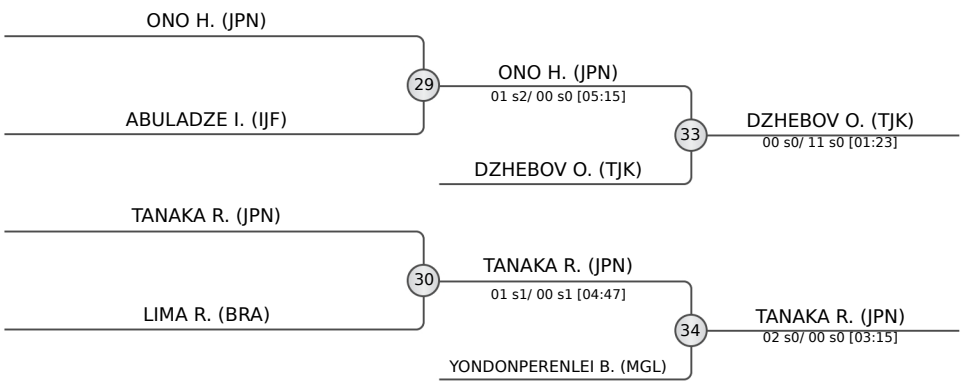 ONO H. (JPN)
29
ABULADZE I. (IJF)
ONO H. (JPN)
01 s2/ 00 s0 [05:15]
33
DZHEBOV O. (TJK)
DZHEBOV O. (TJK)
00 s0/ 11 s0 [01:23]
TANAKA R. (JPN)
30
LIMA R. (BRA)
TANAKA R. (JPN)
01 s1/ 00 s1 [04:47]
34
YONDONPERENLEI B. (MGL)
TANAKA R. (JPN)
02 s0/ 00 s0 [03:15]